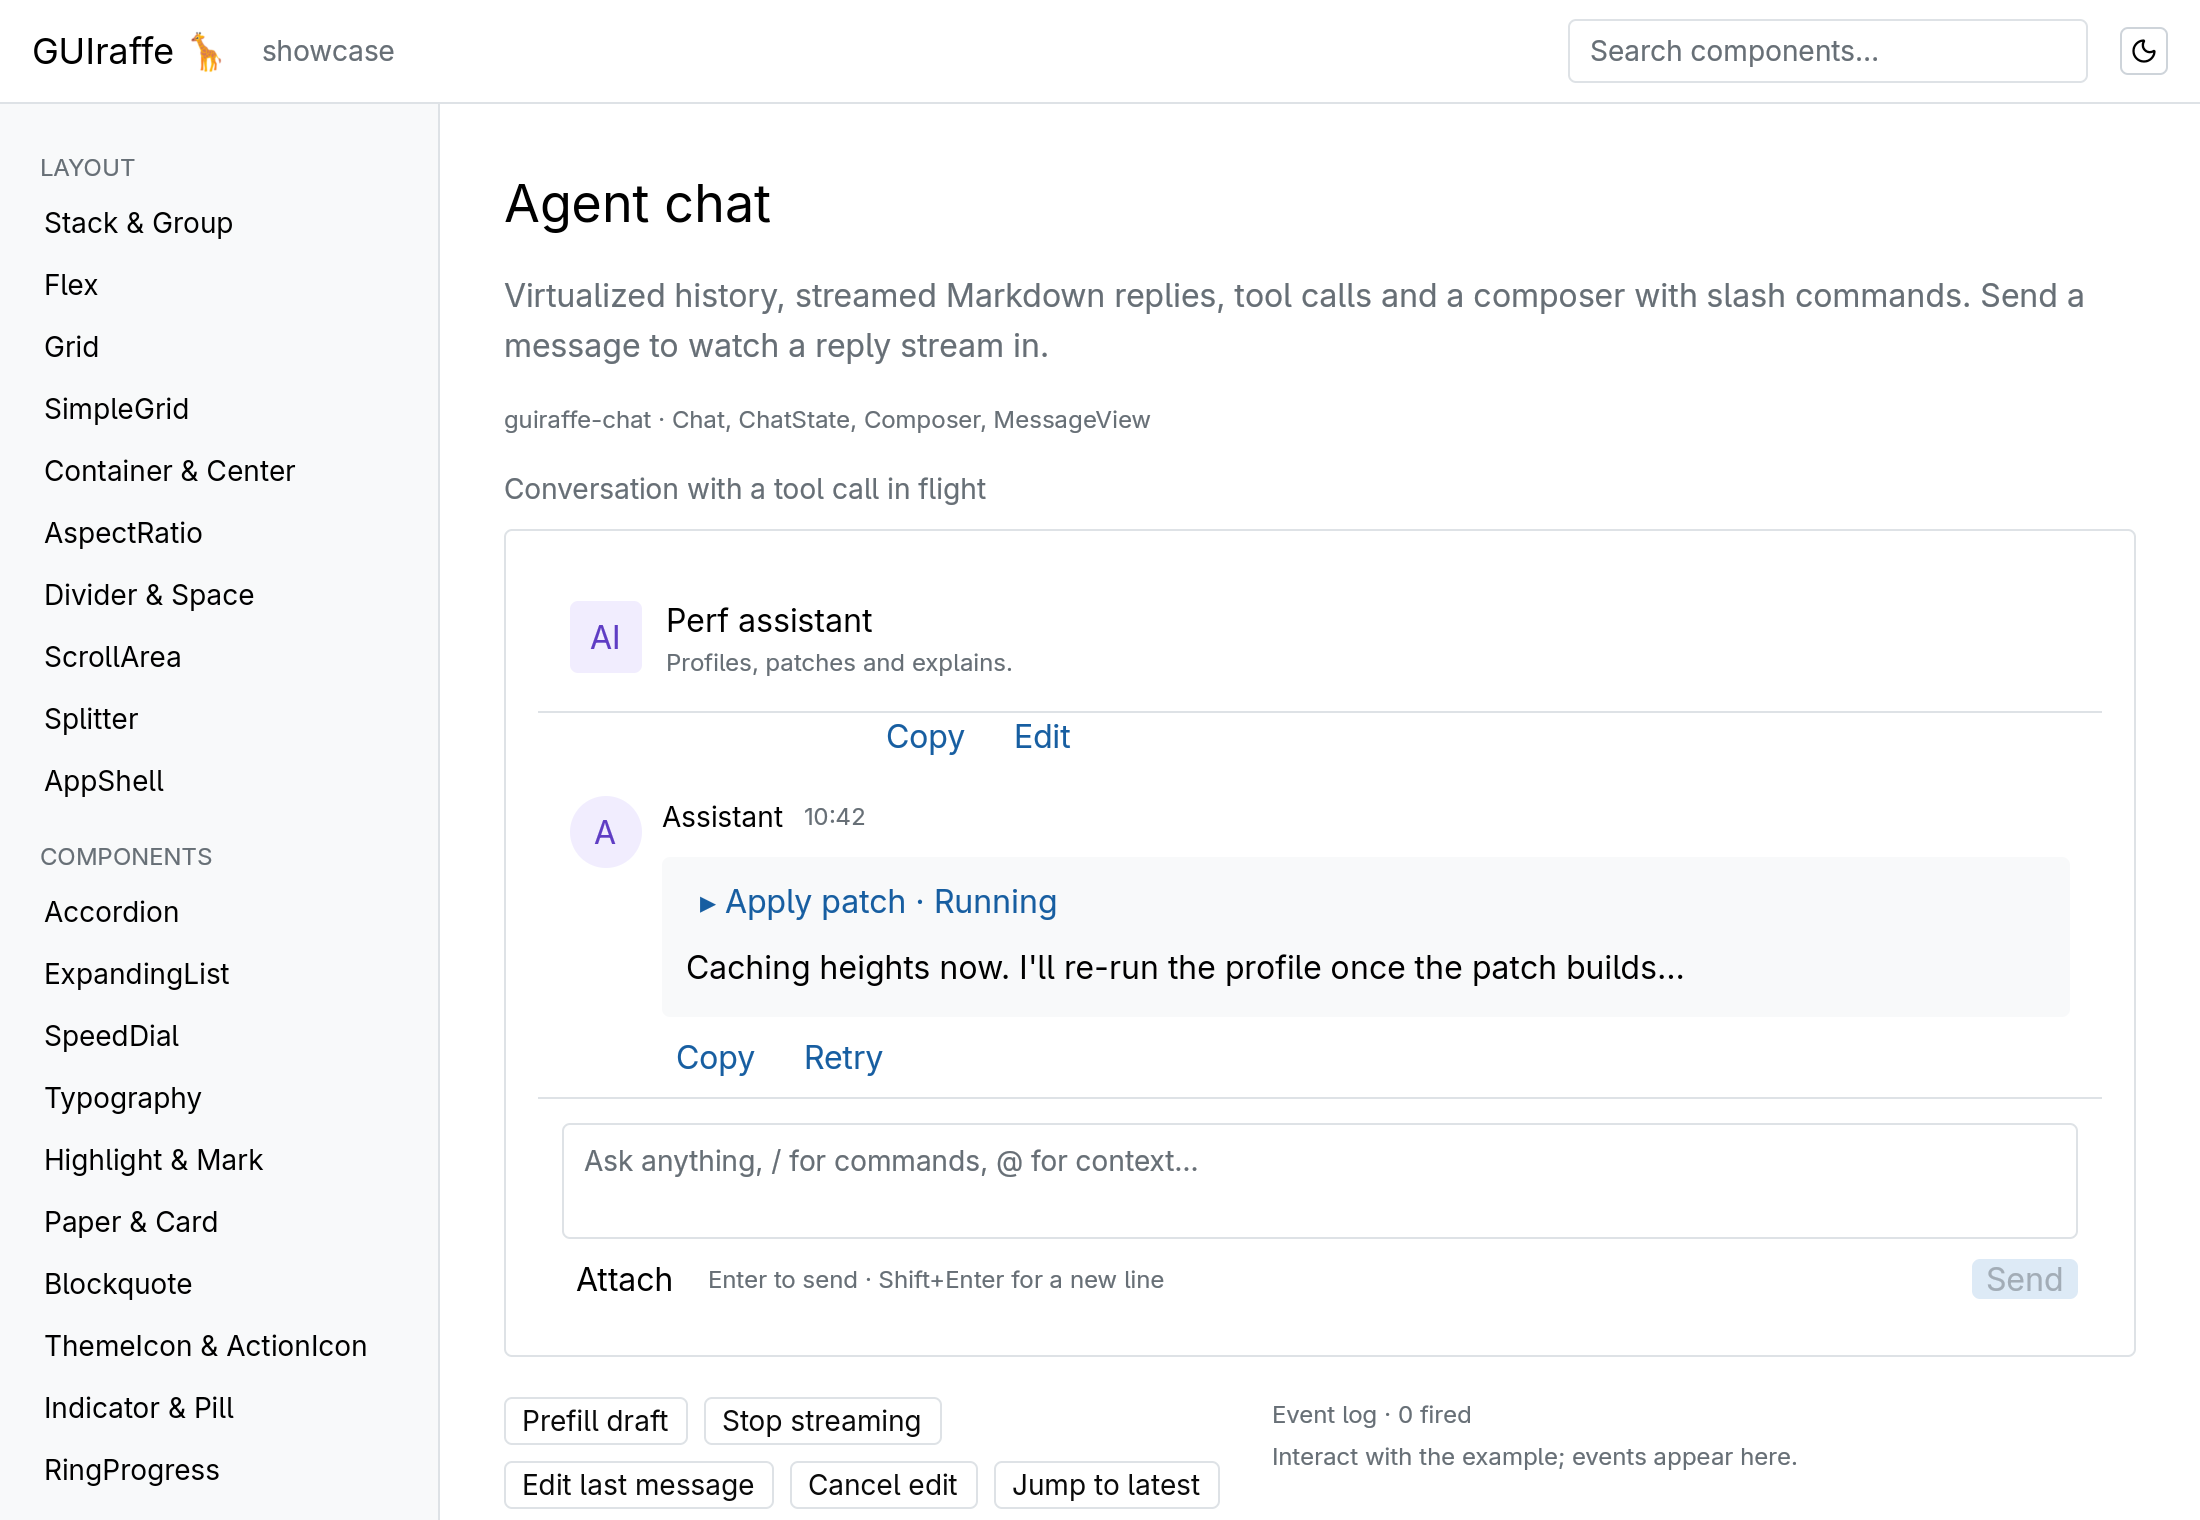 GUIraffe 🦒 showcase
Search components...
LAYOUT
Stack & Group
Flex
Grid
SimpleGrid
Container & Center
AspectRatio
Divider & Space
ScrollArea
Splitter
AppShell
COMPONENTS
Accordion
ExpandingList
SpeedDial
Typography
Highlight & Mark
Paper & Card
Blockquote
ThemeIcon & ActionIcon
Indicator & Pill
RingProgress
Agent chat
Virtualized history, streamed Markdown replies, tool calls and a composer with slash commands. Send a
message to watch a reply stream in.
guiraffe-chat · Chat, ChatState, Composer, MessageView
Conversation with a tool call in flight
AI
Perf assistant
Profiles, patches and explains.
Copy Edit
A
Assistant 10:42
▸ Apply patch · Running
Caching heights now. I'll re-run the profile once the patch builds...
Copy Retry
Ask anything, / for commands, @ for context...
Attach Enter to send · Shift+Enter for a new line Send
Prefill draft Stop streaming
Edit last message Cancel edit Jump to latest
Event log · 0 fired
Interact with the example; events appear here.